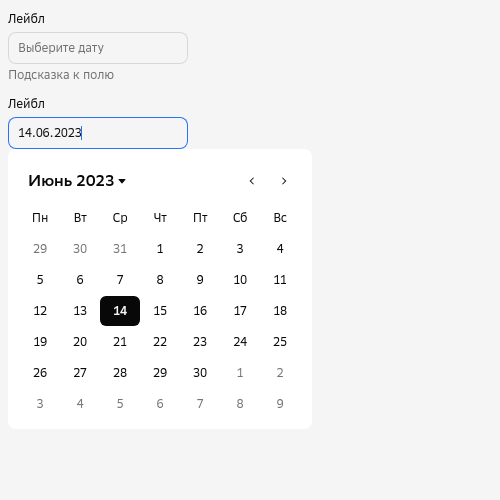 Лейбл
Выберите дату
Подсказка к полю
Лейбл
14.06.2023
Июнь 2023
Пн Вт Ср Чт Пт Сб Вс
29 30 31 1 2 3 4
5 6 7 8 9 10 11
12 13 14 15 16 17 18
19 20 21 22 23 24 25
26 27 28 29 30 1 2
3 4 5 6 7 8 9